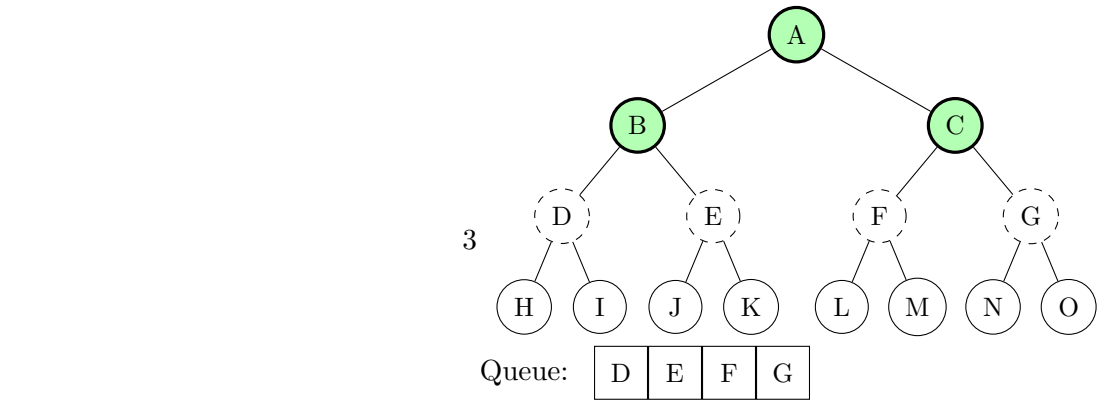 A
B C
D E F G
3
H I J K L M N O
Queue: D E F G